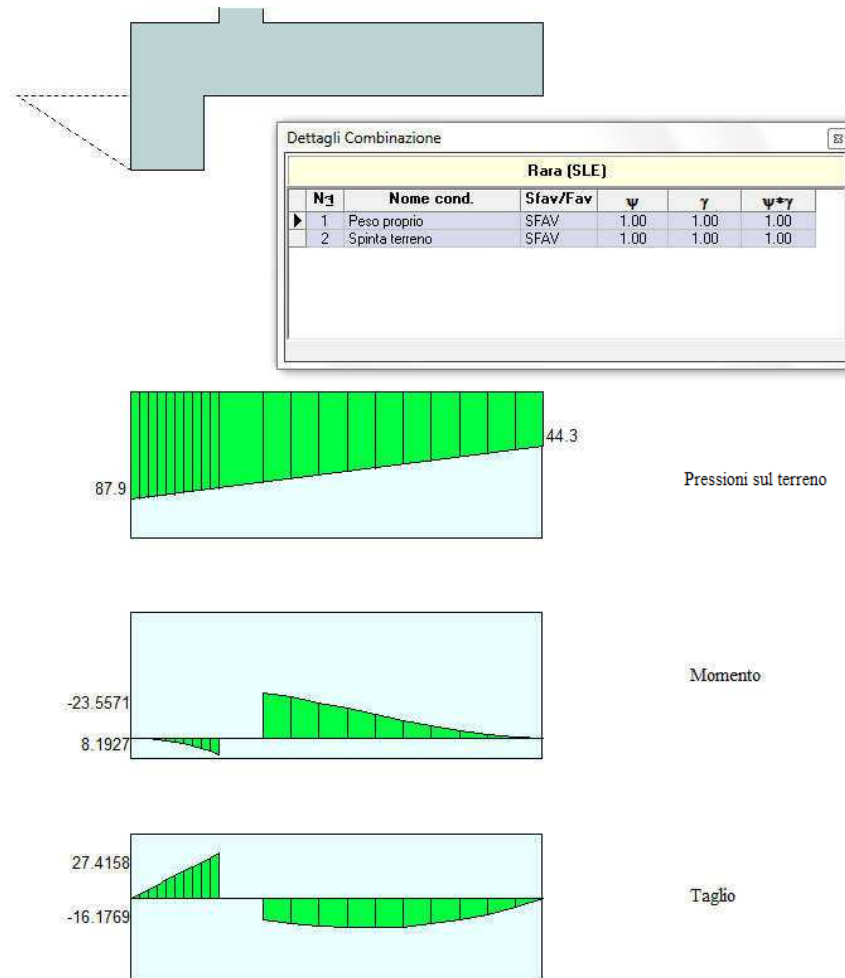 Dettagli Combinazione
Rara (SLE)
Nome cond. Sfav/Fav Ψ γ Ψ*γ
1 Peso proprio SFAV 1.00 1.00 1.00
2 Spinta terreno SFAV 1.00 1.00 1.00
44.3
87.9
Pressioni sul terreno
Momento
-23.5571
8.1927
27.4158
Taglio
-16.1769